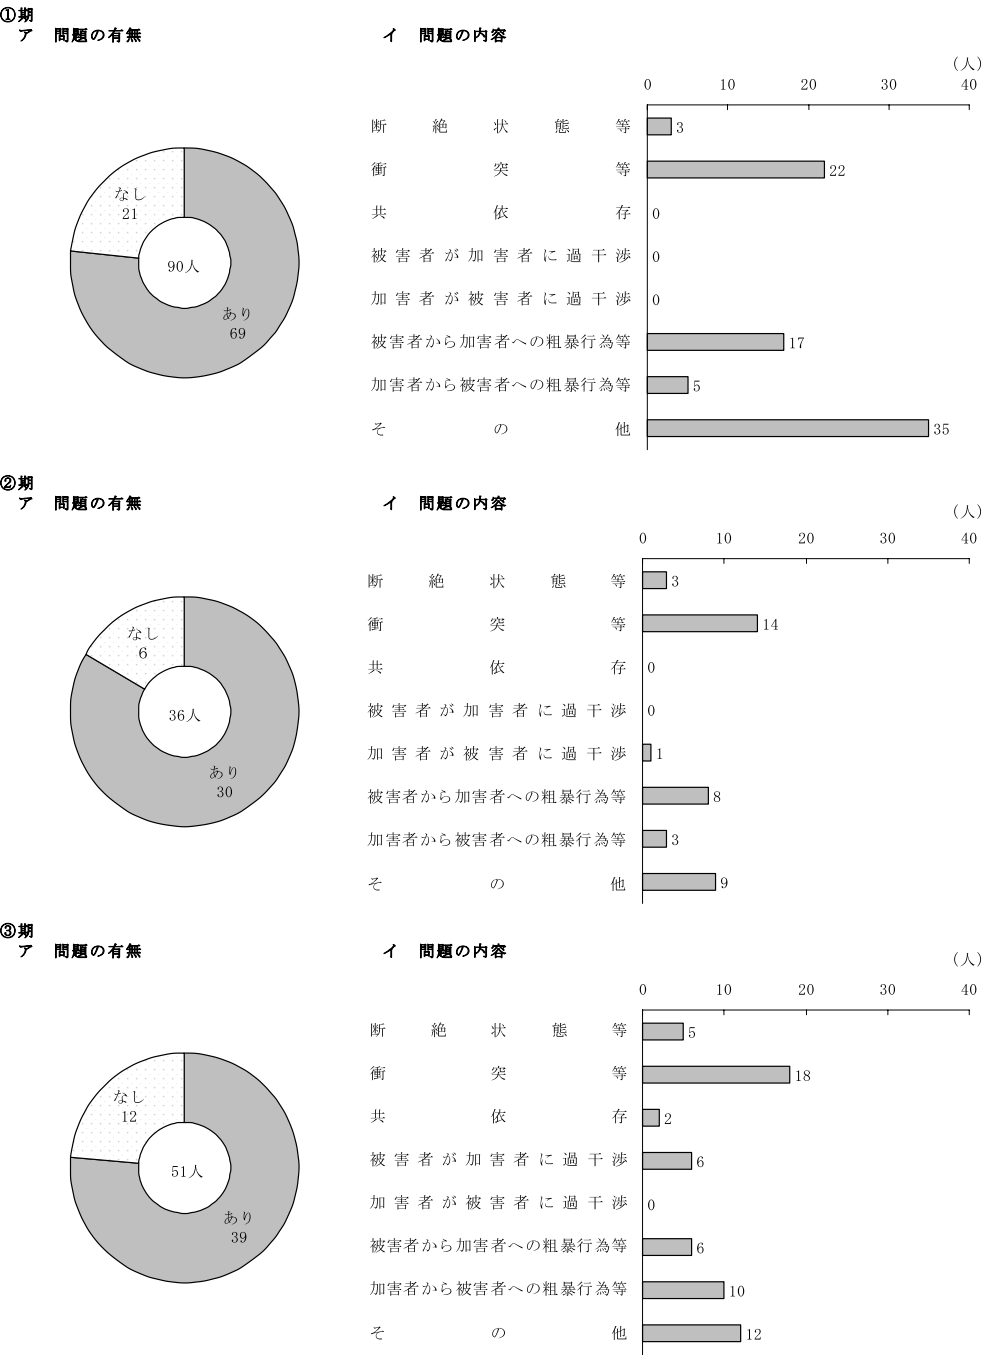 ①期
ア 問題の有無 イ 問題の内容
(人)
0 10 20 30 40
断絶状態等 3
衝突等 22
共依存 0
被害者が加害者に過干渉 0
加害者が被害者に過干渉 0
被害者から加害者への粗暴行為等 17
加害者から被害者への粗暴行為等 5
その他 35
なし
21
90人
あり
69
②期
ア 問題の有無 イ 問題の内容
(人)
0 10 20 30 40
断絶状態等 3
衝突等 14
共依存 0
被害者が加害者に過干渉 0
加害者が被害者に過干渉 1
被害者から加害者への粗暴行為等 8
加害者から被害者への粗暴行為等 3
その他 9
なし
6
36人
あり
30
③期
ア 問題の有無 イ 問題の内容
(人)
0 10 20 30 40
断絶状態等 5
衝突等 18
共依存 2
被害者が加害者に過干渉 6
加害者が被害者に過干渉 0
被害者から加害者への粗暴行為等 6
加害者から被害者への粗暴行為等 10
その他 12
なし
12
51人
あり
39